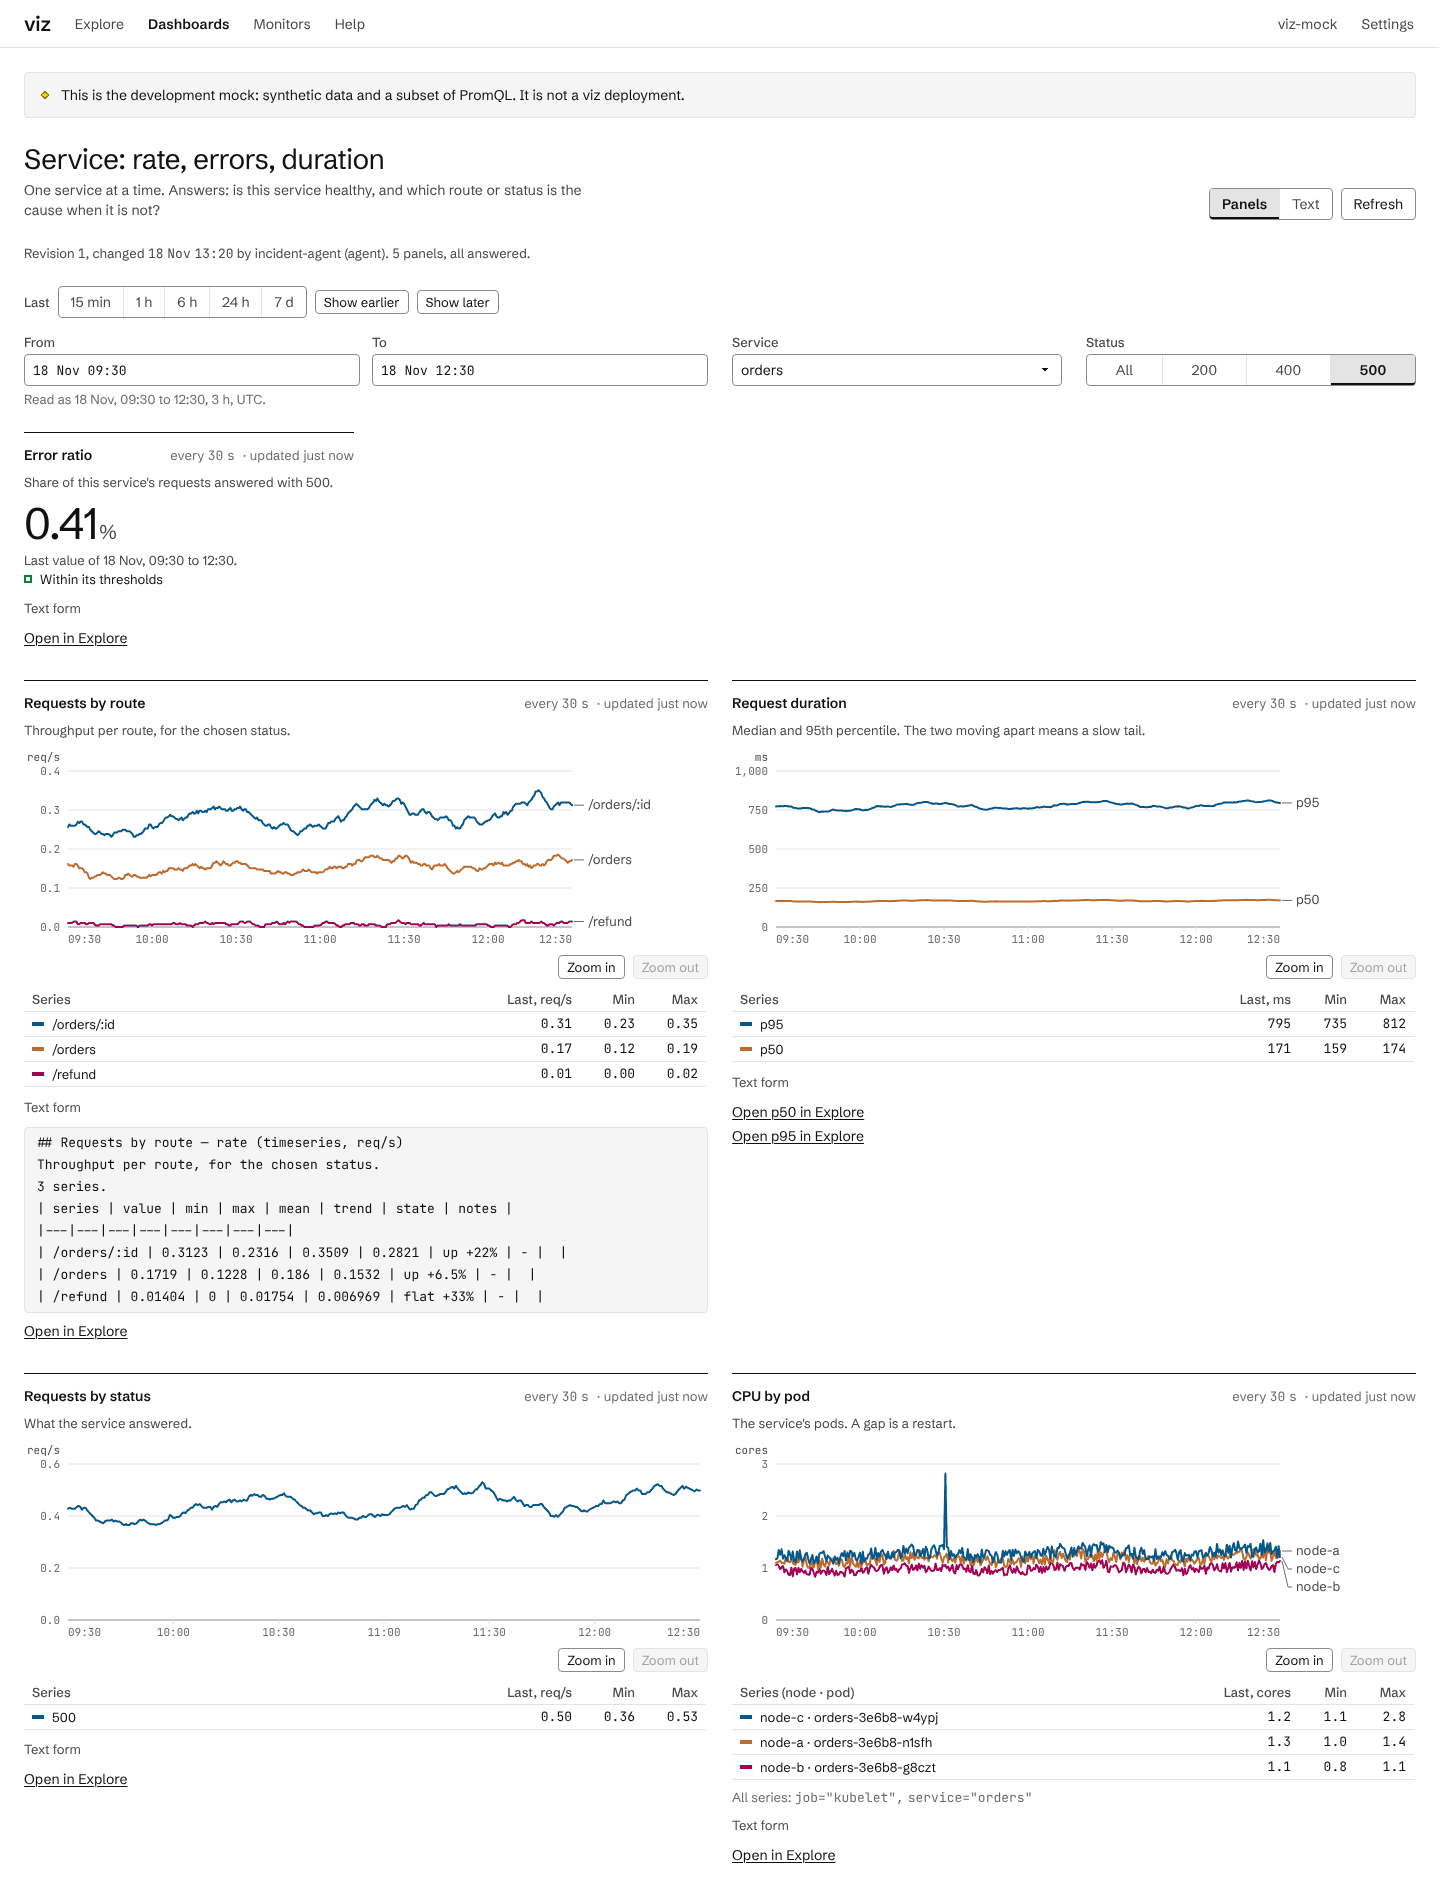 viz Explore Dashboards Monitors Help viz-mock Settings
This is the development mock: synthetic data and a subset of PromQL. It is not a viz deployment.
Service: rate, errors, duration
One service at a time. Answers: is this service healthy, and which route or status is the
cause when it is not?
Panels Text Refresh
Revision 1, changed 18 Nov 13:20 by incident-agent (agent). 5 panels, all answered.
Last 15 min 1 h 6 h 24 h 7 d Show earlier Show later
From To Service Status
18 Nov 09:30 18 Nov 12:30 orders All 200 400 500
Read as 18 Nov, 09:30 to 12:30, 3 h, UTC.
Error ratio every 30 s · updated just now
Share of this service's requests answered with 500.
0.41%
Last value of 18 Nov, 09:30 to 12:30.
Within its thresholds
Text form
Open in Explore
Requests by route every 30 s · updated just now
Throughput per route, for the chosen status.
req/s
0.4
0.3
0.2
0.1
0.0
/orders/:id
/orders
/refund
09:30 10:00 10:30 11:00 11:30 12:00 12:30
Zoom in Zoom out
Series Last, req/s Min Max
/orders/:id 0.31 0.23 0.35
/orders 0.17 0.12 0.19
/refund 0.01 0.00 0.02
Text form
## Requests by route — rate (timeseries, req/s)
Throughput per route, for the chosen status.
3 series.
| series | value | min | max | mean | trend | state | notes |
|---|---|---|---|---|---|---|---|
| /orders/:id | 0.3123 | 0.2316 | 0.3509 | 0.2821 | up +22% | - |  |
| /orders | 0.1719 | 0.1228 | 0.186 | 0.1532 | up +6.5% | - |  |
| /refund | 0.01404 | 0 | 0.01754 | 0.006969 | flat +33% | - |  |
Open in Explore
Request duration every 30 s · updated just now
Median and 95th percentile. The two moving apart means a slow tail.
ms
1,000
750
500
250
0
p95
p50
09:30 10:00 10:30 11:00 11:30 12:00 12:30
Zoom in Zoom out
Series Last, ms Min Max
p95 795 735 812
p50 171 159 174
Text form
Open p50 in Explore
Open p95 in Explore
Requests by status every 30 s · updated just now
What the service answered.
req/s
0.6
0.4
0.2
0.0
09:30 10:00 10:30 11:00 11:30 12:00 12:30
Zoom in Zoom out
Series Last, req/s Min Max
500 0.50 0.36 0.53
Text form
Open in Explore
CPU by pod every 30 s · updated just now
The service's pods. A gap is a restart.
cores
3
2
1
0
node-a
node-c
node-b
09:30 10:00 10:30 11:00 11:30 12:00 12:30
Zoom in Zoom out
Series (node · pod) Last, cores Min Max
node-c · orders-3e6b8-w4ypj 1.2 1.1 2.8
node-a · orders-3e6b8-n1sfh 1.3 1.0 1.4
node-b · orders-3e6b8-g8czt 1.1 0.8 1.1
All series: job="kubelet", service="orders"
Text form
Open in Explore